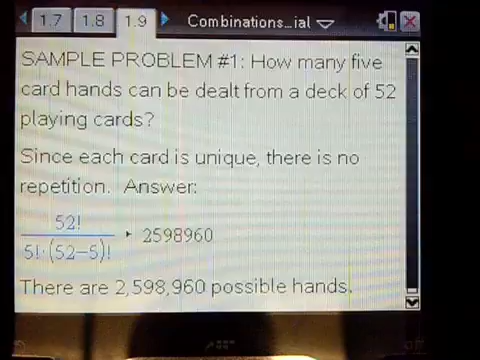 1.7 1.8 1.9 Combinations...ial
SAMPLE PROBLEM #1: How many five
card hands can be dealt from a deck of 52
playing cards?
Since each card is unique, there is no
repetition. Answer:
52!
5!·(52−5)! ▸ 2598960
There are 2,598,960 possible hands.